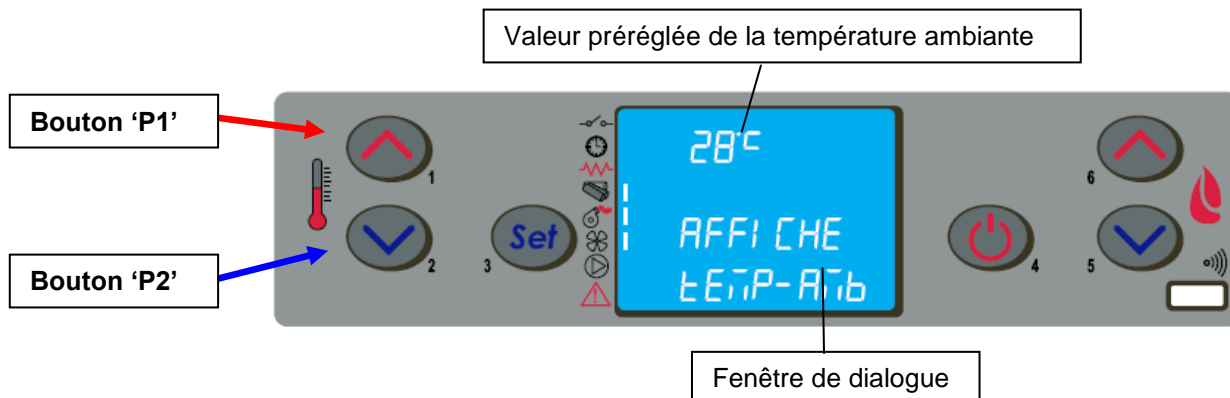 Valeur préréglée de la température ambiante
Bouton ‘P1’
Bouton ‘P2’
1
2
3
Set
28°C
AFFICHE
tEmP-Amb
4
6
5
Fenêtre de dialogue